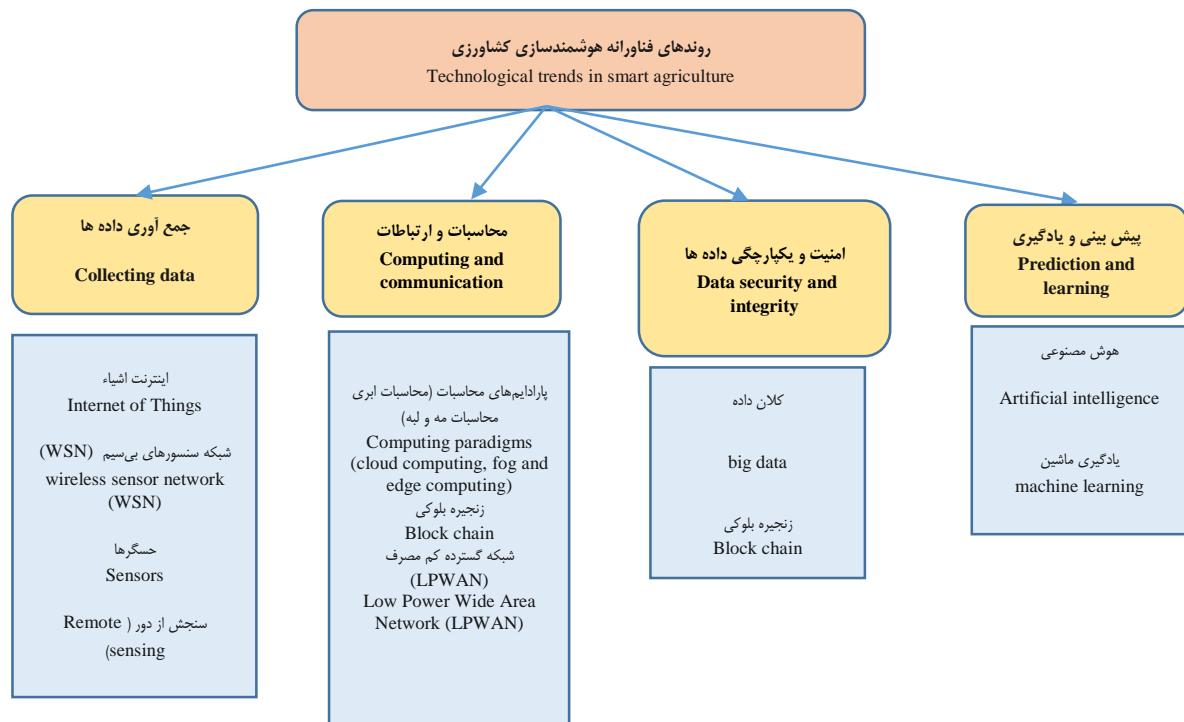 روندهای فناورانه هوشمندسازی کشاورزی
Technological trends in smart agriculture
جمع آوری داده ها
Collecting data
اینترنت اشیاء
Internet of Things
شبکه سنسورهای بی‌سیم (WSN)
wireless sensor network
(WSN)
حسگرها
Sensors
سنجش از دور ( Remote
sensing)
محاسبات و ارتباطات
Computing and
communication
پارادایم‌های محاسبات (محاسبات ابری
محاسبات مه و لبه)
Computing paradigms
(cloud computing, fog and
edge computing)
زنجیره بلوکی
Block chain
شبکه گسترده کم مصرف
(LPWAN)
Low Power Wide Area
Network (LPWAN)
امنیت و یکپارچگی داده ها
Data security and
integrity
کلان داده
big data
زنجیره بلوکی
Block chain
پیش بینی و یادگیری
Prediction and
learning
هوش مصنوعی
Artificial intelligence
یادگیری ماشین
machine learning